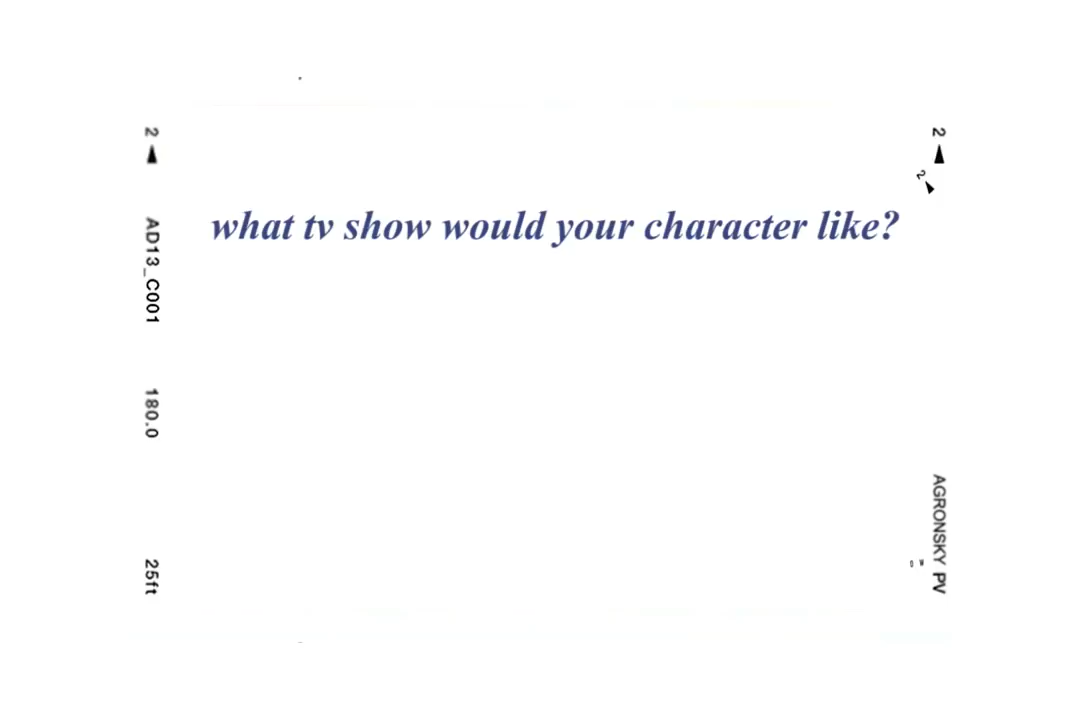 2
AD13_C001
180.0
25ft
what tv show would your character like?
2
2
AGRONSKY PV